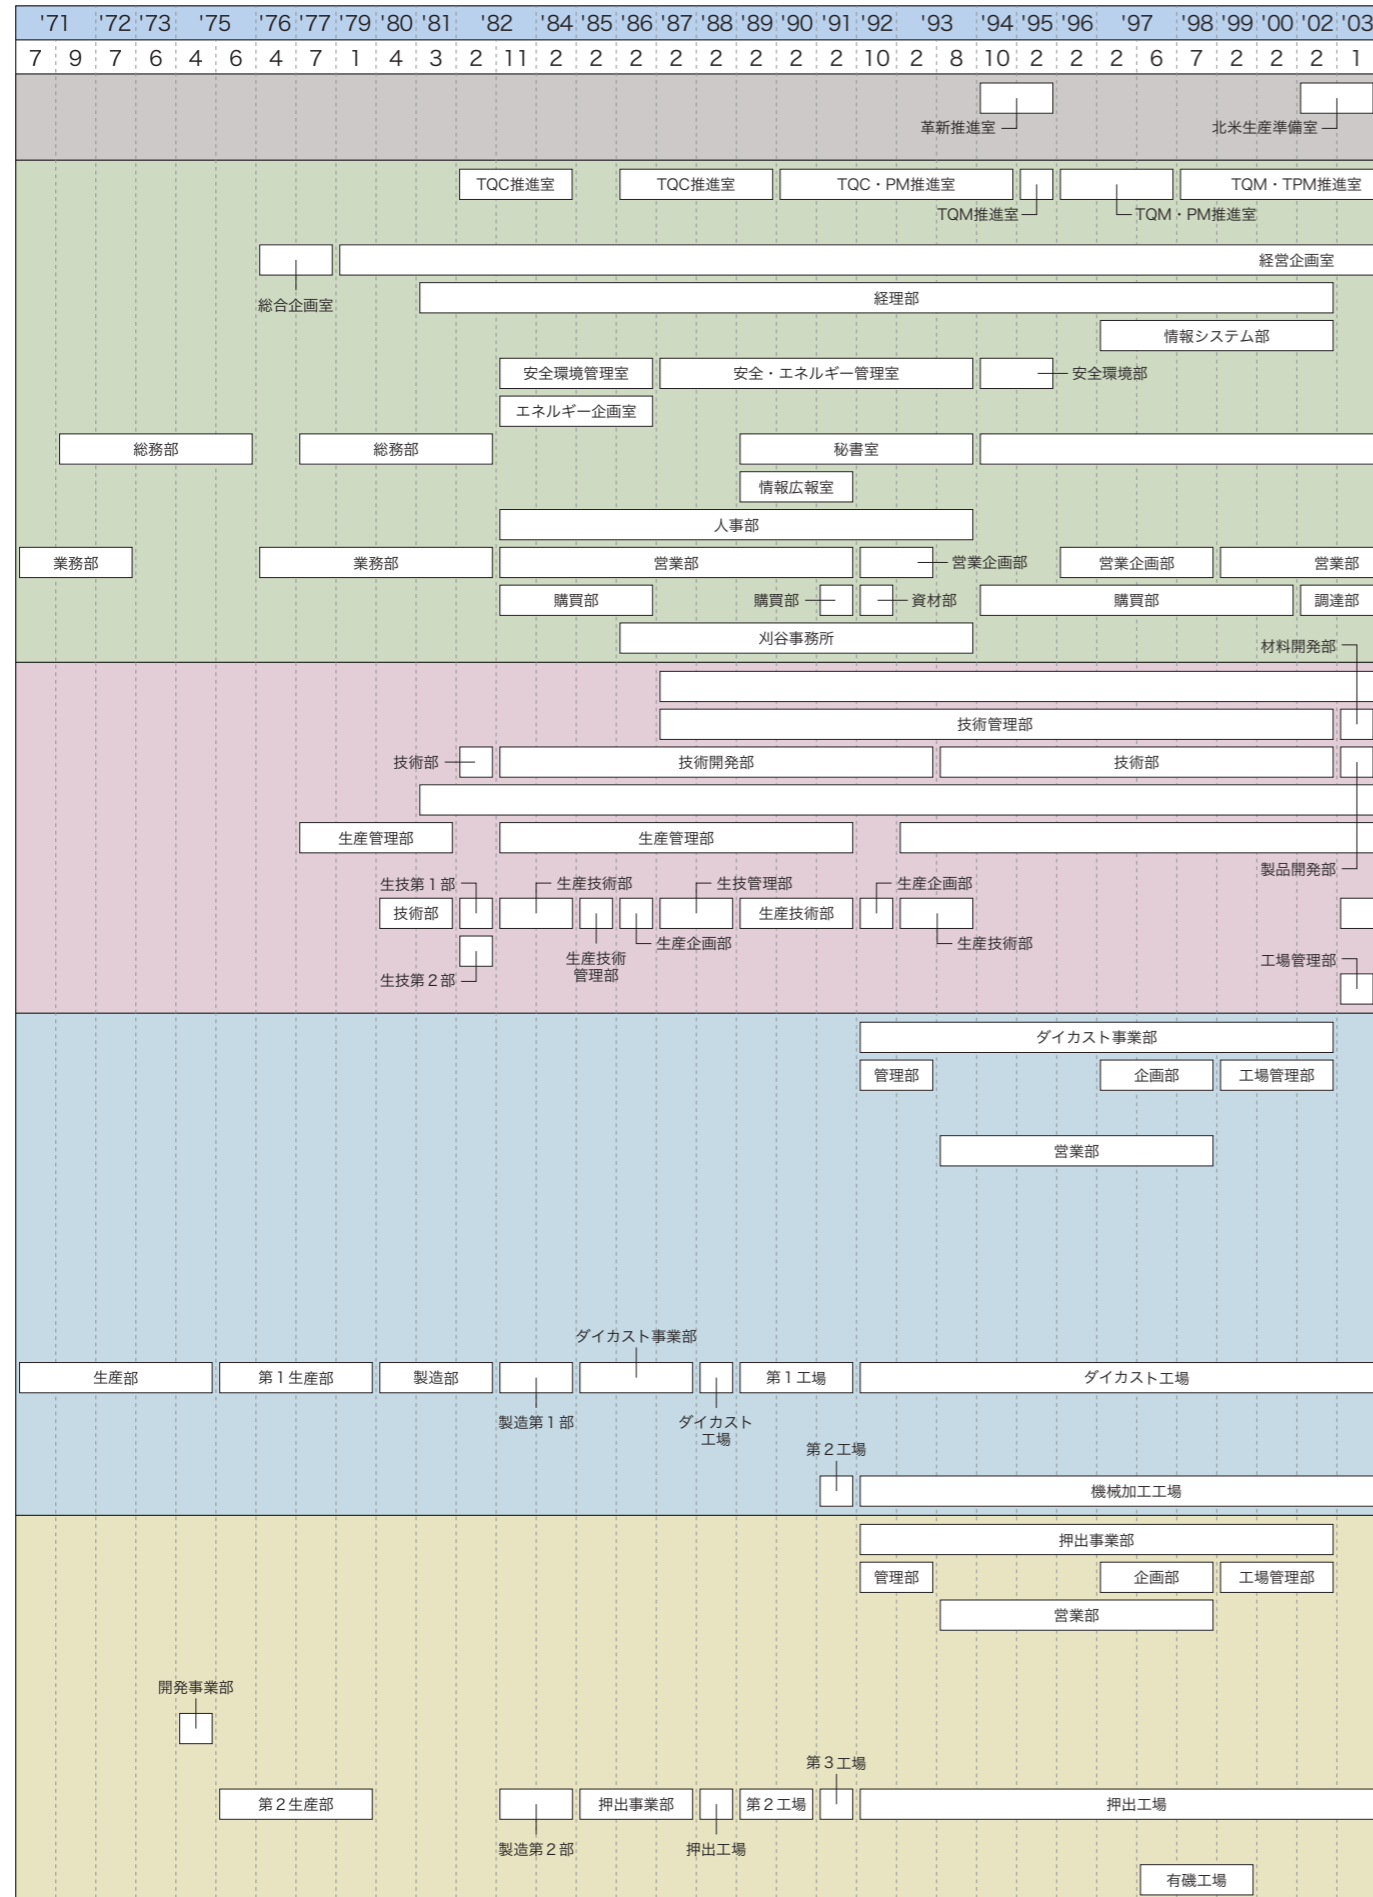 '71 '72 '73 '75 '76 '77 '79 '80 '81 '82 '84 '85 '86 '87 '88 '89 '90 '91 '92 '93 '94 '95 '96 '97 '98 '99 '00 '02 '03
7 9 7 6 4 6 4 7 1 4 3 2 11 2 2 2 2 2 2 2 2 10 2 8 10 2 2 2 6 7 2 2 2 1
革新推進室 北米生産準備室
TQC推進室 TQC推進室 TQC・PM推進室 TQM・TPM推進室
TQM推進室 TQM・PM推進室
経営企画室
総合企画室 経理部
情報システム部
安全環境管理室 安全・エネルギー管理室 安全環境部
エネルギー企画室
総務部 総務部 秘書室
情報広報室
人事部
業務部 業務部 営業部 営業企画部 営業企画部 営業部
購買部 購買部 資材部 購買部 調達部
刈谷事務所
材料開発部
技術管理部
技術部 技術開発部 技術部
生産管理部 生産管理部
製品開発部
生技第1部 生産技術部 生技管理部 生産企画部
技術部 生産技術部
生産企画部 生産技術部
生産技術
管理部
生技第2部 工場管理部
ダイカスト事業部
管理部 企画部 工場管理部
営業部
ダイカスト事業部
生産部 第1生産部 製造部 第1工場 ダイカスト工場
製造第1部 ダイカスト
工場
第2工場
機械加工工場
押出事業部
管理部 企画部 工場管理部
営業部
開発事業部
第3工場
第2生産部 押出事業部 第2工場 押出工場
製造第2部 押出工場
有磯工場